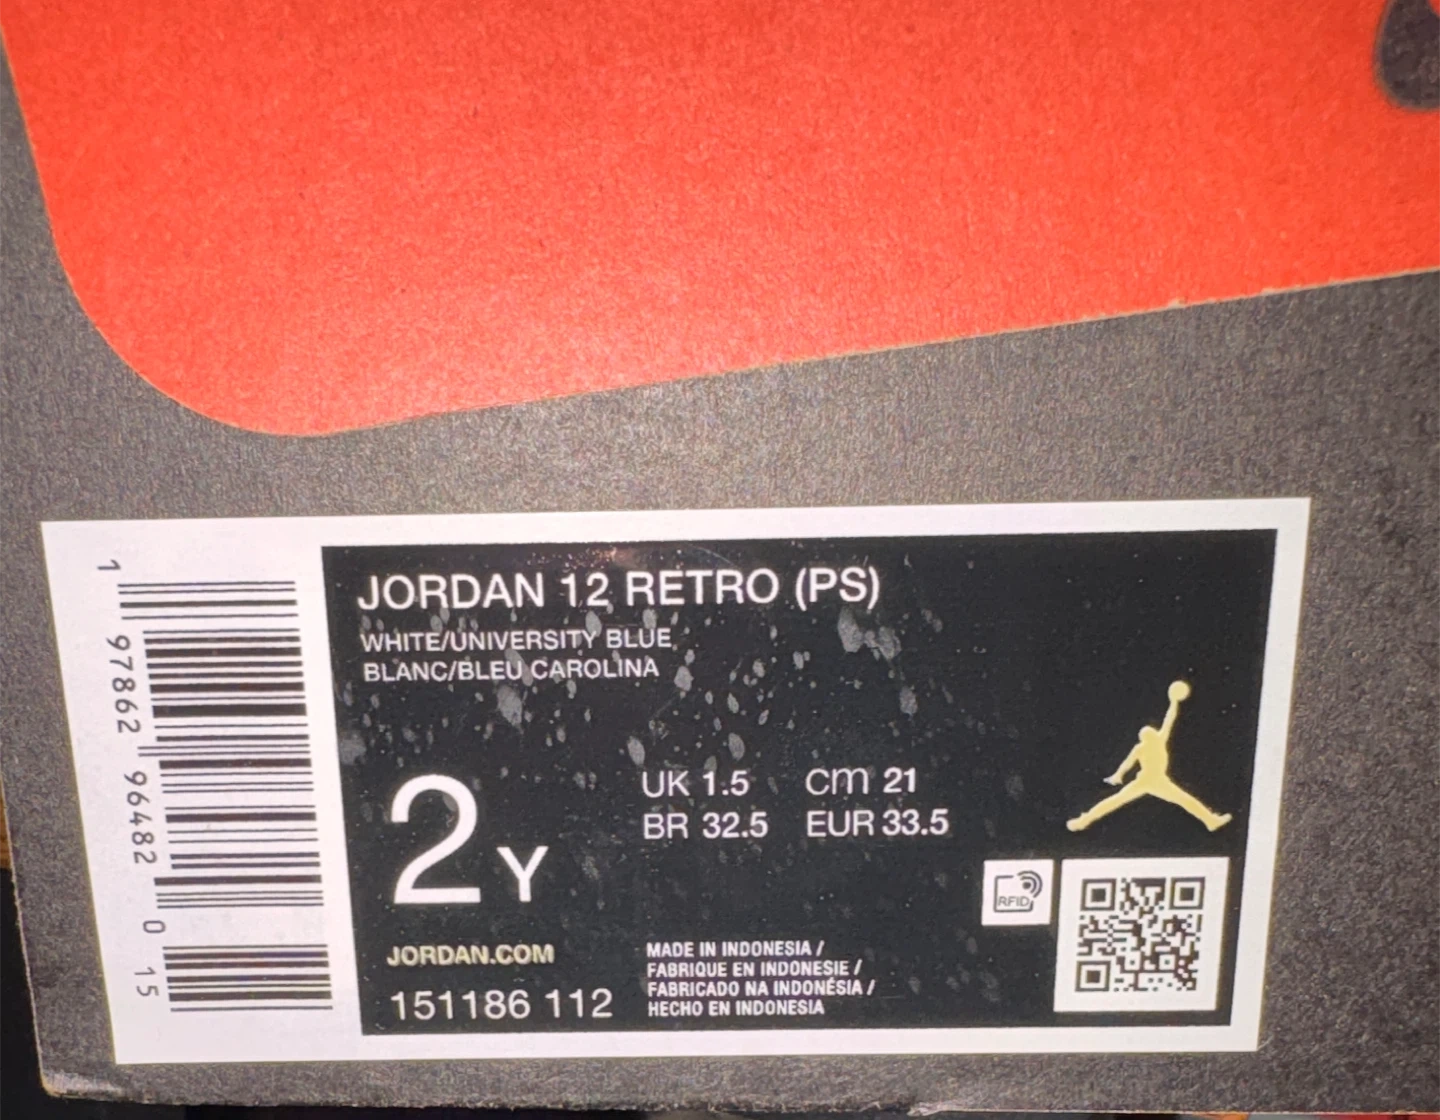 JORDAN 12 RETRO (PS)
WHITE/UNIVERSITY BLUE
BLANC/BLEU CAROLINA
2Y
UK 1.5 cm 21
BR 32.5 EUR 33.5
JORDAN.COM
151186 112
MADE IN INDONESIA /
FABRIQUE EN INDONESIE /
FABRICADO NA INDONÉSIA /
HECHO EN INDONESIA
RFID
1 97862 96482 0 15